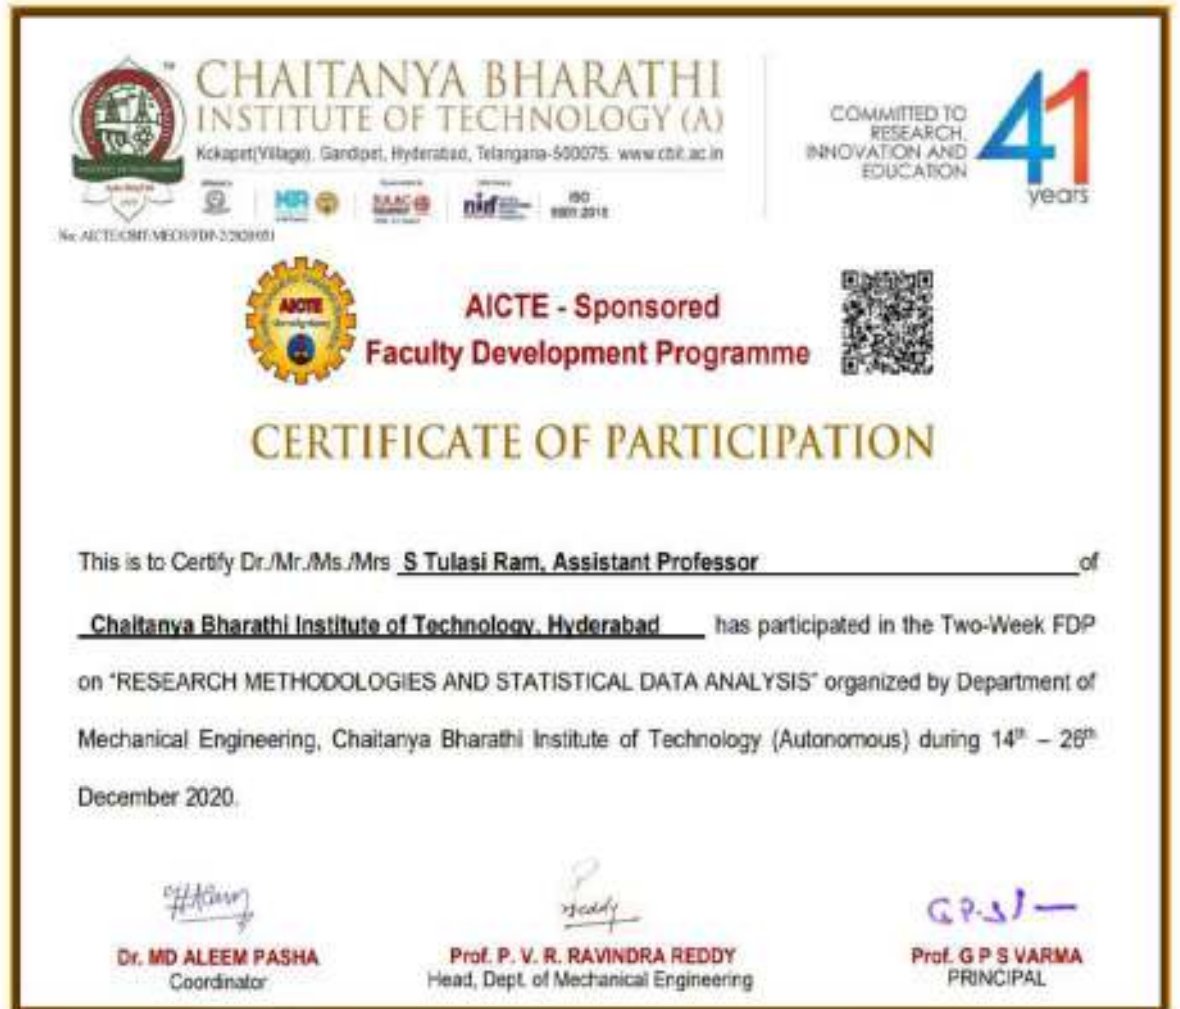 CHAITANYA BHARATHI
INSTITUTE OF TECHNOLOGY (A)
Kokapet(Village), Gandipet, Hyderabad, Telangana-500075. www.cbit.ac.in
COMMITTED TO
RESEARCH,
INNOVATION AND
EDUCATION
41
years
ISO
9001:2015
AICTE
AICTE - Sponsored
Faculty Development Programme
CERTIFICATE OF PARTICIPATION
This is to Certify Dr./Mr./Ms./Mrs S Tulasi Ram, Assistant Professor of
Chaitanya Bharathi Institute of Technology, Hyderabad has participated in the Two-Week FDP
on "RESEARCH METHODOLOGIES AND STATISTICAL DATA ANALYSIS" organized by Department of
Mechanical Engineering, Chaitanya Bharathi Institute of Technology (Autonomous) during 14th – 26th
December 2020.
Reddy
Dr. MD ALEEM PASHA
Coordinator
Prof. P. V. R. RAVINDRA REDDY
Head, Dept. of Mechanical Engineering
Prof. G P S VARMA
PRINCIPAL